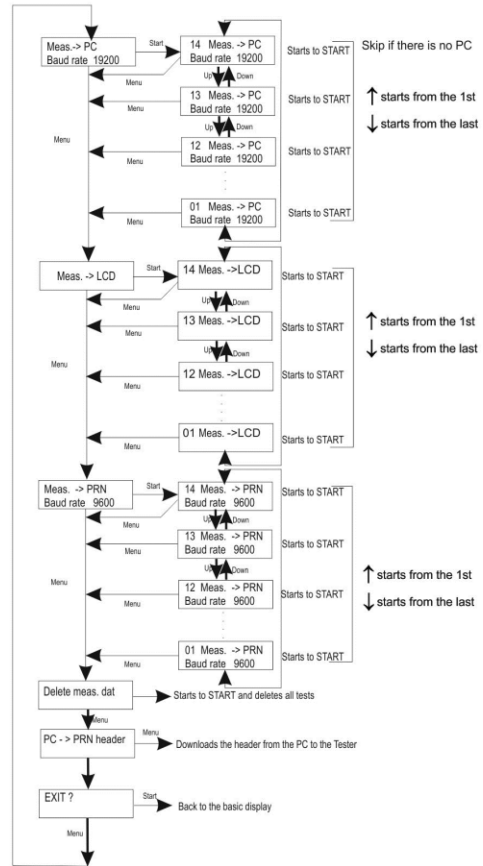 Meas.-> PC
Baud rate 19200
Start
14 Meas.-> PC
Baud rate 19200
Starts to START
Skip if there is no PC
Menu
Up
Down
13 Meas.-> PC
Baud rate 19200
Starts to START
↑ starts from the 1st
Menu
Up
Down
↓ starts from the last
Menu
12 Meas. -> PC
Baud rate 19200
Starts to START
Menu
01 Meas. -> PC
Baud rate 19200
Starts to START
Menu
Meas. -> LCD
Start
14 Meas. ->LCD
Starts to START
Menu
Up
Down
13 Meas. ->LCD
Starts to START
↑ starts from the 1st
Menu
Up
Down
↓ starts from the last
Menu
12 Meas. ->LCD
Starts to START
Menu
01 Meas. ->LCD
Starts to START
Menu
Meas. -> PRN
Baud rate 9600
Start
14 Meas. -> PRN
Baud rate 9600
Starts to START
Menu
Up
Down
13 Meas. -> PRN
Baud rate 9600
Starts to START
Menu
Up
Down
↑ starts from the 1st
Menu
12 Meas. -> PRN
Baud rate 9600
Starts to START
↓ starts from the last
Menu
01 Meas. -> PRN
Baud rate 9600
Starts to START
Menu
Delete meas. dat
Starts to START and deletes all tests
Menu
PC - > PRN header
Menu
Downloads the header from the PC to the Tester
EXIT ?
Start
Back to the basic display
Menu